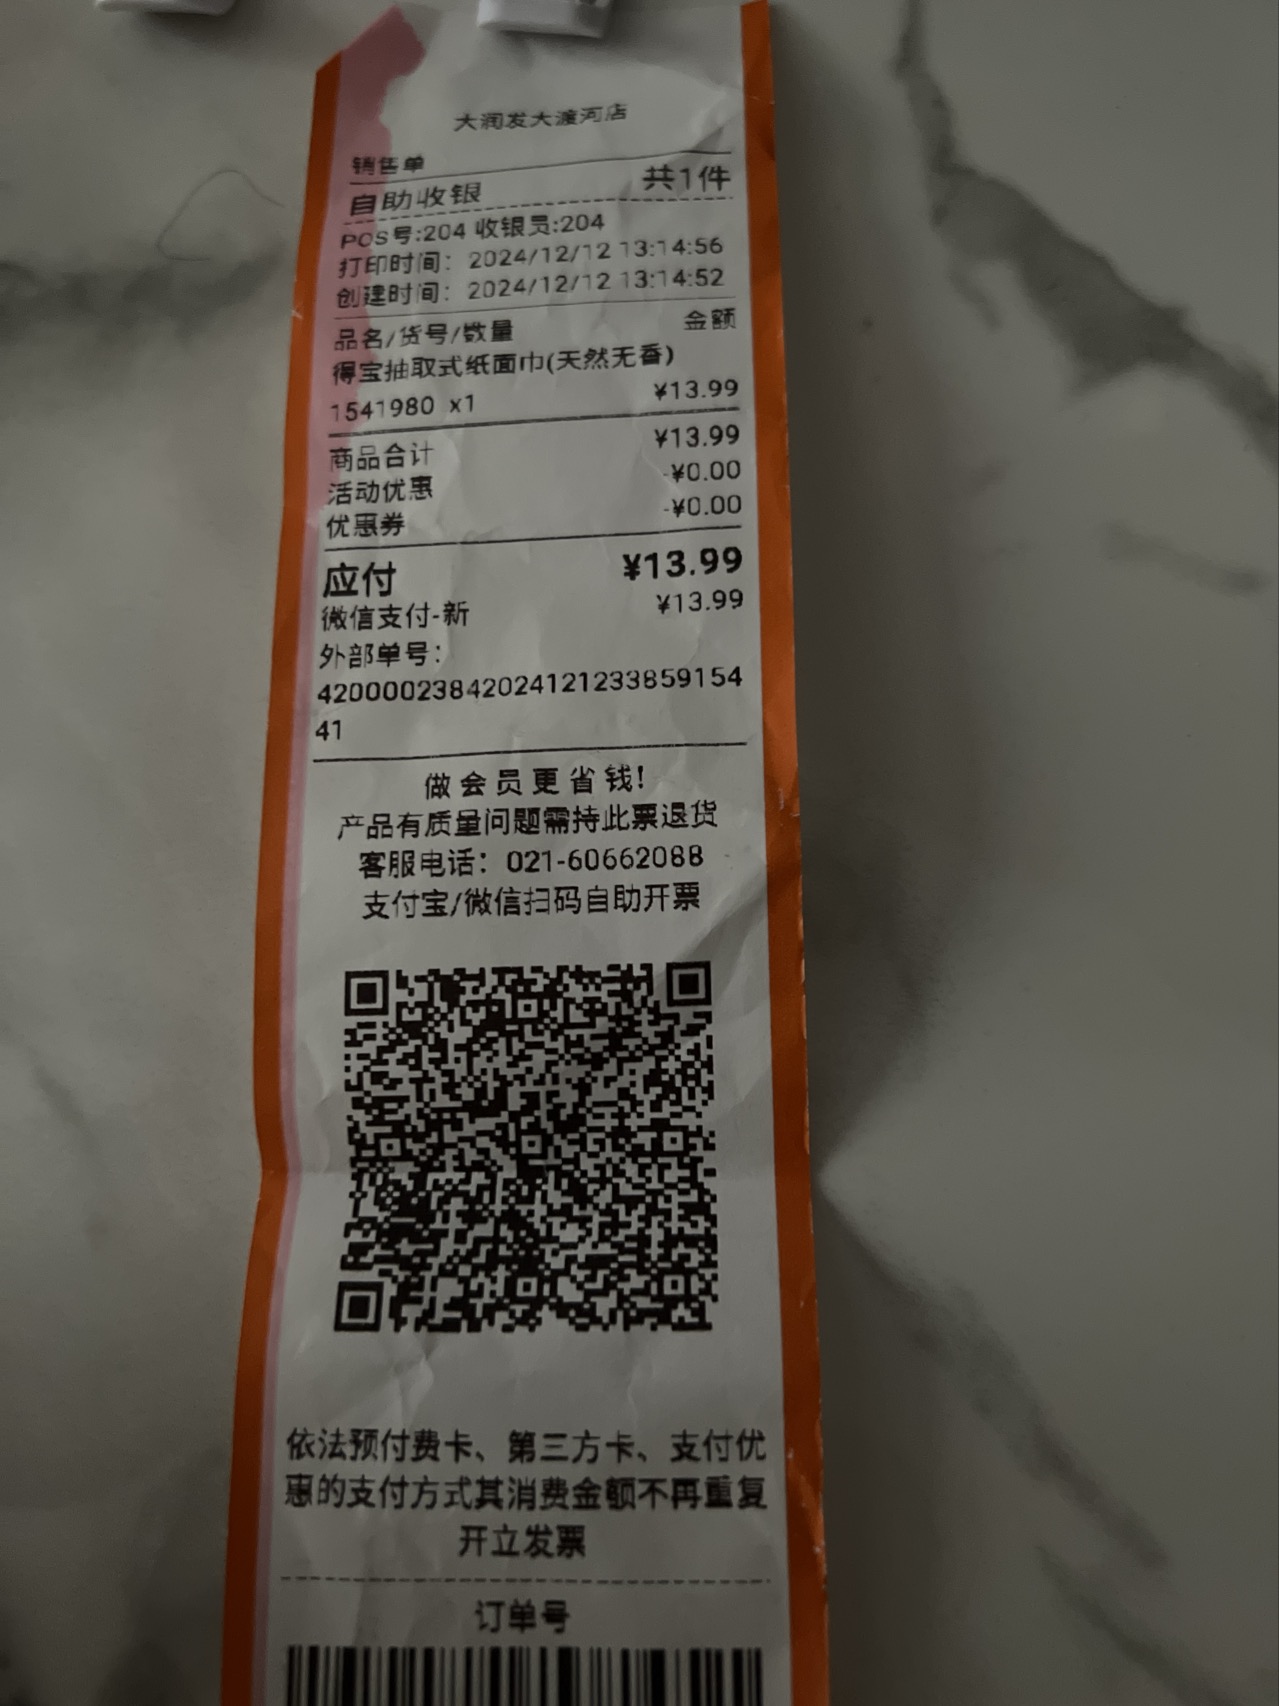 大润发大渡河店
销售单
自助收银 共1件
POS号:204 收银员:204
打印时间： 2024/12/12 13:14:56
创建时间： 2024/12/12 13:14:52
品名/货号/数量 金额
得宝抽取式纸面巾(天然无香)
1541980 x1 ¥13.99
商品合计 ¥13.99
活动优惠 -¥0.00
优惠券 -¥0.00
应付 ¥13.99
微信支付-新 ¥13.99
外部单号：
42000023842024121233859154
41
做会员更省钱!
产品有质量问题需持此票退货
客服电话： 021-60662088
支付宝/微信扫码自助开票
依法预付费卡、第三方卡、支付优
惠的支付方式其消费金额不再重复
开立发票
订单号